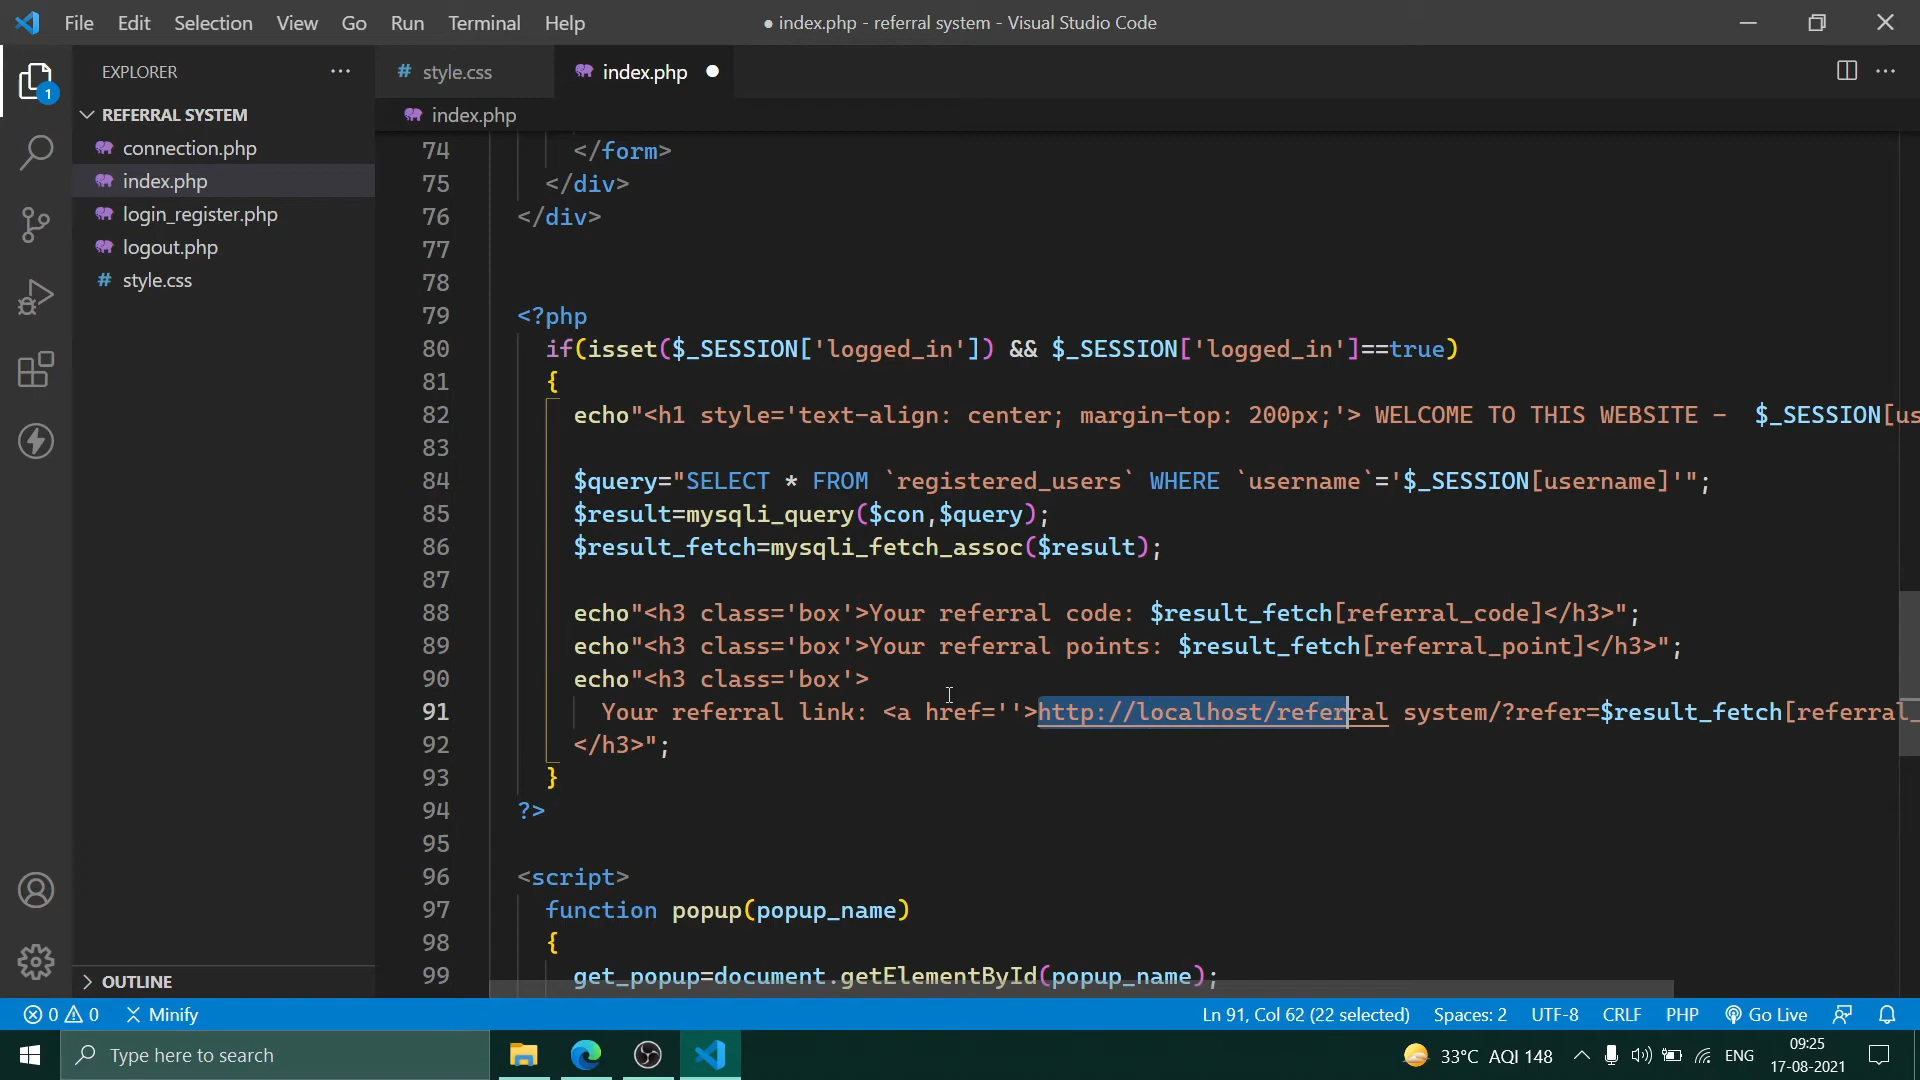 File Edit Selection View Go Run Terminal Help
● index.php - referral system - Visual Studio Code
EXPLORER
1
REFERRAL SYSTEM
connection.php
index.php
login_register.php
logout.php
# style.css
OUTLINE
# style.css
index.php
index.php
74 </form>
75 </div>
76 </div>
77
78
79 <?php
80 if(isset($_SESSION['logged_in']) && $_SESSION['logged_in']==true)
81 {
82 echo"<h1 style='text-align: center; margin-top: 200px;'> WELCOME TO THIS WEBSITE - $_SESSION[us
83
84 $query="SELECT * FROM `registered_users` WHERE `username`='$_SESSION[username]'";
85 $result=mysqli_query($con,$query);
86 $result_fetch=mysqli_fetch_assoc($result);
87
88 echo"<h3 class='box'>Your referral code: $result_fetch[referral_code]</h3>";
89 echo"<h3 class='box'>Your referral points: $result_fetch[referral_point]</h3>";
90 echo"<h3 class='box'>
91 Your referral link: <a href=''>http://localhost/referral system/?refer=$result_fetch[referral_
92 </h3>";
93 }
94 ?>
95
96 <script>
97 function popup(popup_name)
98 {
99 get_popup=document.getElementById(popup_name);
0 0 Minify
Ln 91, Col 62 (22 selected) Spaces: 2 UTF-8 CRLF PHP Go Live
Type here to search
33°C AQI 148 ENG
09:25
17-08-2021